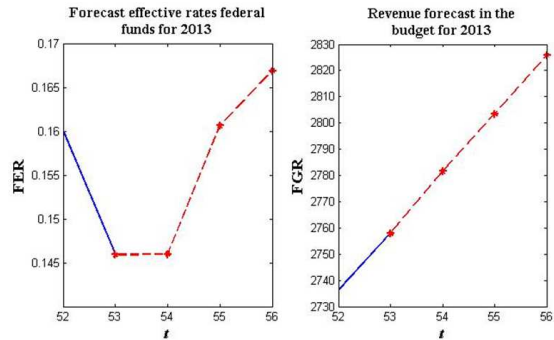 Forecast effective rates federal
funds for 2013
0.17
0.165
0.16
0.155
0.15
0.145
FER
52 53 54 55 56
t
Revenue forecast in the
budget for 2013
2830
2820
2810
2800
2790
2780
2770
2760
2750
2740
2730
FGR
52 53 54 55 56
t